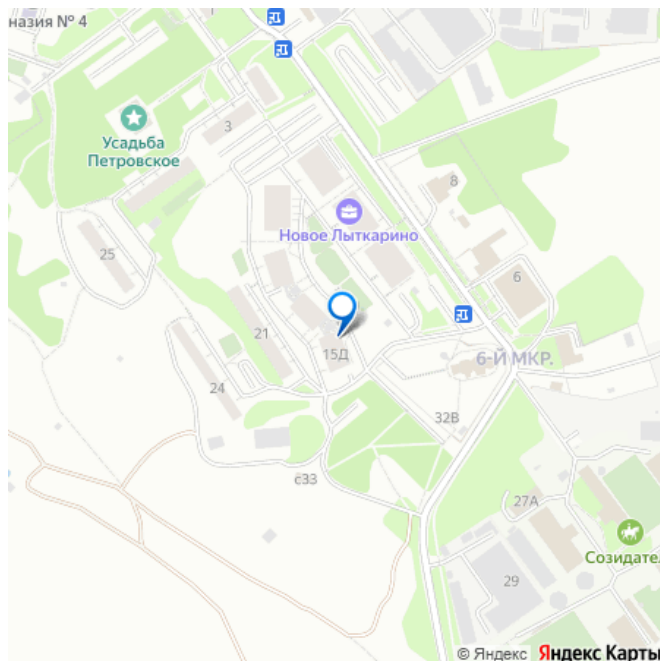 назия № 4
3
Усадьба
Петровское
8
Новое Лыткарино
25
6
21
15Д
6-Й МКР.
24
32В
с33
27А
Созидател
29
© Яндекс Яндекс Карты